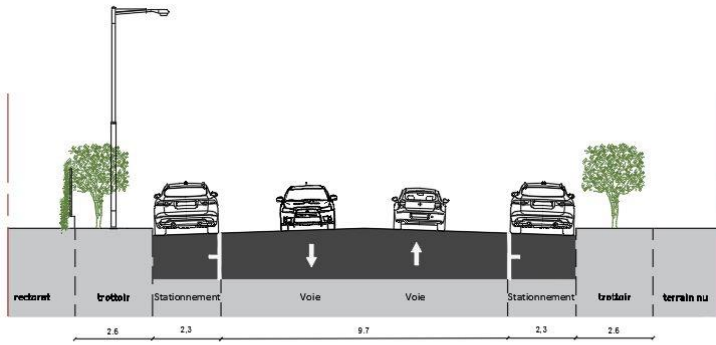 rectorat trottoir Stationnement Voie Voie Stationnement trottoir terrain nu
2.6 2,3 9.7 2,3 2.6